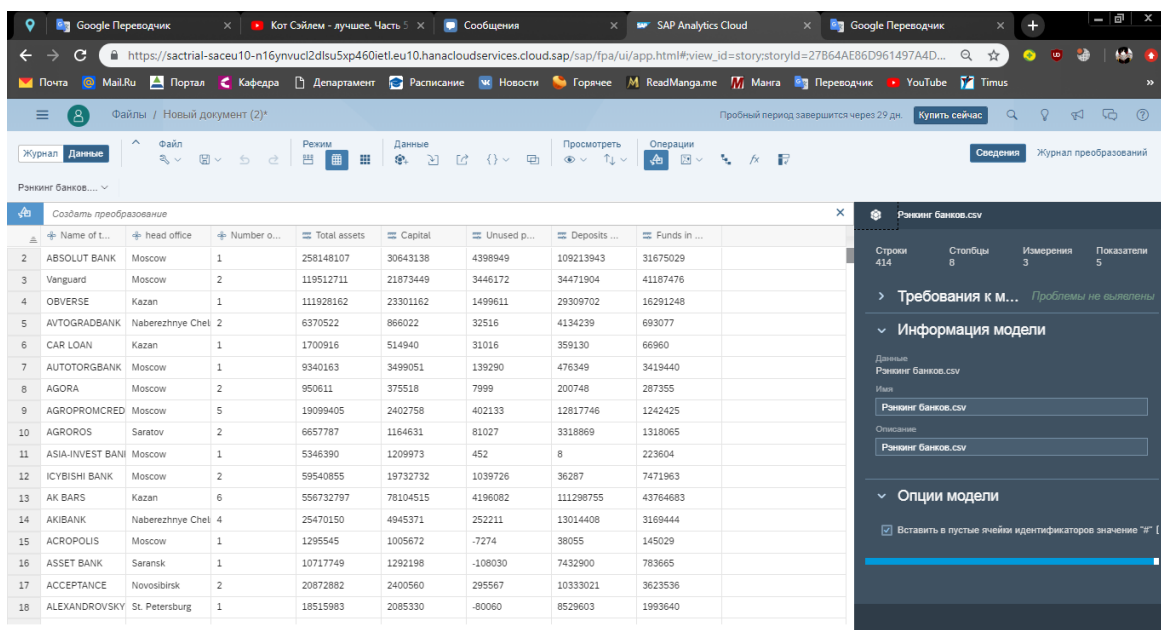 Google Переводчик Кот Сэйлем - лучшее. Часть 5 Сообщения SAP Analytics Cloud Google Переводчик
https://sactrial-saceu10-n16ynvucl2dlsu5xp460ietl.eu10.hanacloudservices.cloud.sap/sap/fpa/ui/app.html#;view_id=story;storyId=27B64AE86D961497A4D...
Почта Mail.Ru Портал Кафедра Департамент Расписание Новости Горячее ReadManga.me Манга Переводчик YouTube Timus »
Файлы / Новый документ (2)* Пробный период завершится через 29 дн. Купить сейчас
Журнал Данные Файл Режим Данные Просмотреть Операции Сведения Журнал преобразований
Рэнкинг банков....
Создать преобразование
Name of t... head office Number o... Total assets Capital Unused p... Deposits ... Funds in ...
2 ABSOLUT BANK Moscow 1 258148107 30643138 4398949 109213943 31675029
3 Vanguard Moscow 2 119512711 21873449 3446172 34471904 41187476
4 OBVERSE Kazan 1 111928162 23301162 1499611 29309702 16291248
5 AVTOGRADBANK Naberezhnye Chel 2 6370522 866022 32516 4134239 693077
6 CAR LOAN Kazan 1 1700916 514940 31016 359130 66960
7 AUTOTORGBANK Moscow 1 9340163 3499051 139290 476349 3419440
8 AGORA Moscow 2 950611 375518 7999 200748 287355
9 AGROPROMCRED Moscow 5 19099405 2402758 402133 12817746 1242425
10 AGROROS Saratov 2 6657787 1164631 81027 3318869 1318065
11 ASIA-INVEST BANI Moscow 1 5346390 1209973 452 8 223604
12 ICYBISHI BANK Moscow 2 59540855 19732732 1039726 36287 7471963
13 AK BARS Kazan 6 556732797 78104515 4196082 111298755 43764683
14 AKIBANK Naberezhnye Chel 4 25470150 4945371 252211 13014408 3169444
15 ACROPOLIS Moscow 1 1295545 1005672 -7274 38055 145029
16 ASSET BANK Saransk 1 10717749 1292198 -108030 7432900 783665
17 ACCEPTANCE Novosibirsk 2 20872882 2400560 295567 10333021 3623536
18 ALEXANDROVSKY St. Petersburg 1 18515983 2085330 -80060 8529603 1993640
Рэнкинг банков.csv
Строки Столбцы Измерения Показатели
414 8 3 5
Требования к м... Проблемы не выявлены
Информация модели
Данные
Рэнкинг банков.csv
Имя
Рэнкинг банков.csv
Описание
Рэнкинг банков.csv
Опции модели
Вставить в пустые ячейки идентификаторов значение "#" [